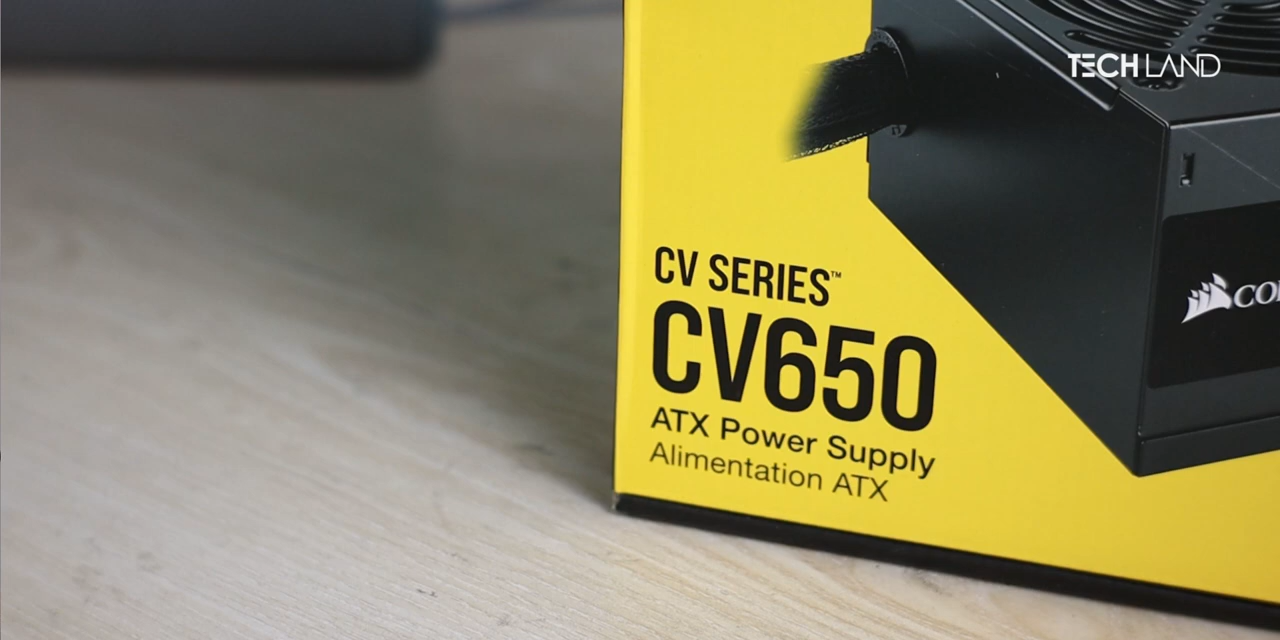 TECHLAND
CV SERIES™
CV650
ATX Power Supply
Alimentation ATX